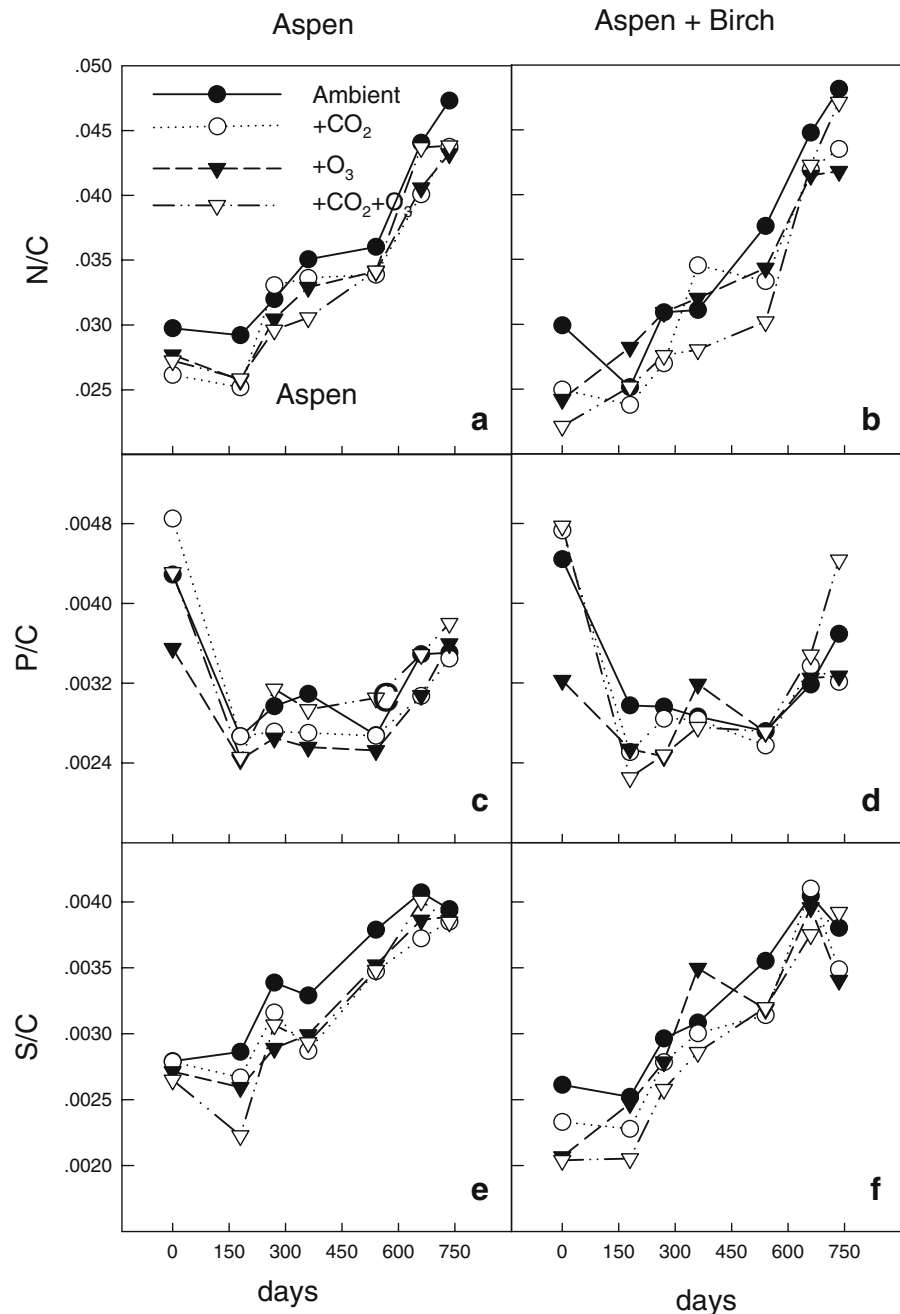 Aspen
Aspen + Birch
.050
.045
.040
.035
.030
.025
N/C
Ambient
+CO2
+O3
+CO2+O3
Aspen
a
b
.0048
.0040
.0032
.0024
P/C
C
c
d
.0040
.0035
.0030
.0025
.0020
S/C
e
f
0 150 300 450 600 750
0 150 300 450 600 750
days
days